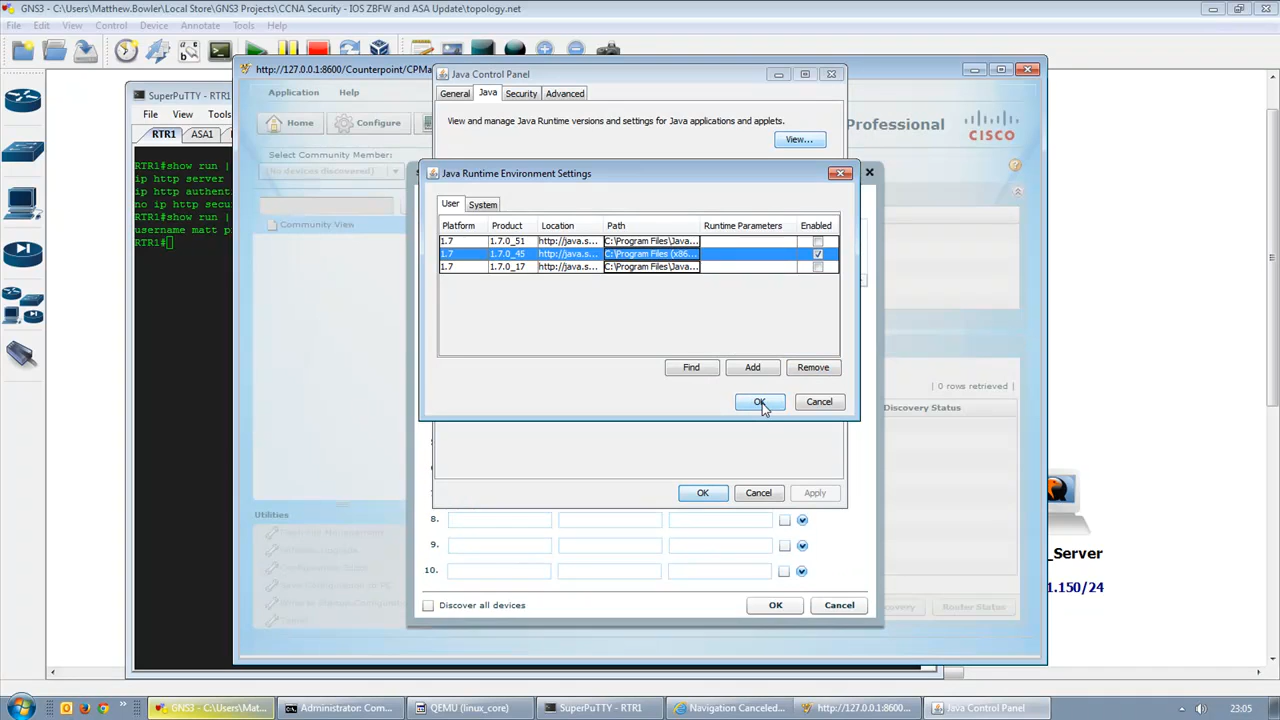 GNS3 - C:\Users\Matthew.Bowler\Local Store\GNS3 Projects\CCNA Security - IOS ZBFW and ASA Update\topology.net
File Edit View Control Device Annotate Tools Help
http://127.0.0.1:8600/Counterpoint/CPMa
Java Control Panel
SuperPuTTY - RTR1
Application Help
General Java Security Advanced
File View Tools
View and manage Java Runtime versions and settings for Java applications and applets.
Home Configure
Professional
CISCO
RTR1 ASA1
View...
Select Community Member:
(No devices discovered)
RTR1#show run |
ip http server
ip http authent
no ip http secu
RTR1#show run |
username matt p
RTR1#
Community View
Java Runtime Environment Settings
User System
Platform Product Location Path Runtime Parameters Enabled
1.7 1.7.0_51 http://java.s... C:\Program Files\Java...
1.7 1.7.0_45 http://java.s... C:\Program Files (x86...
1.7 1.7.0_17 http://java.s... C:\Program Files\Java...
Find Add Remove
OK Cancel
| 0 rows retrieved |
Discovery Status
OK Cancel Apply
Utilities
8.
9.
10.
Discover all devices
OK Cancel
Router Status
_Server
1.150/24
GNS3 - C:\Users\Mat... Administrator: Com... QEMU (linux_core) SuperPuTTY - RTR1 Navigation Canceled... http://127.0.0.1:8600... Java Control Panel
23:05